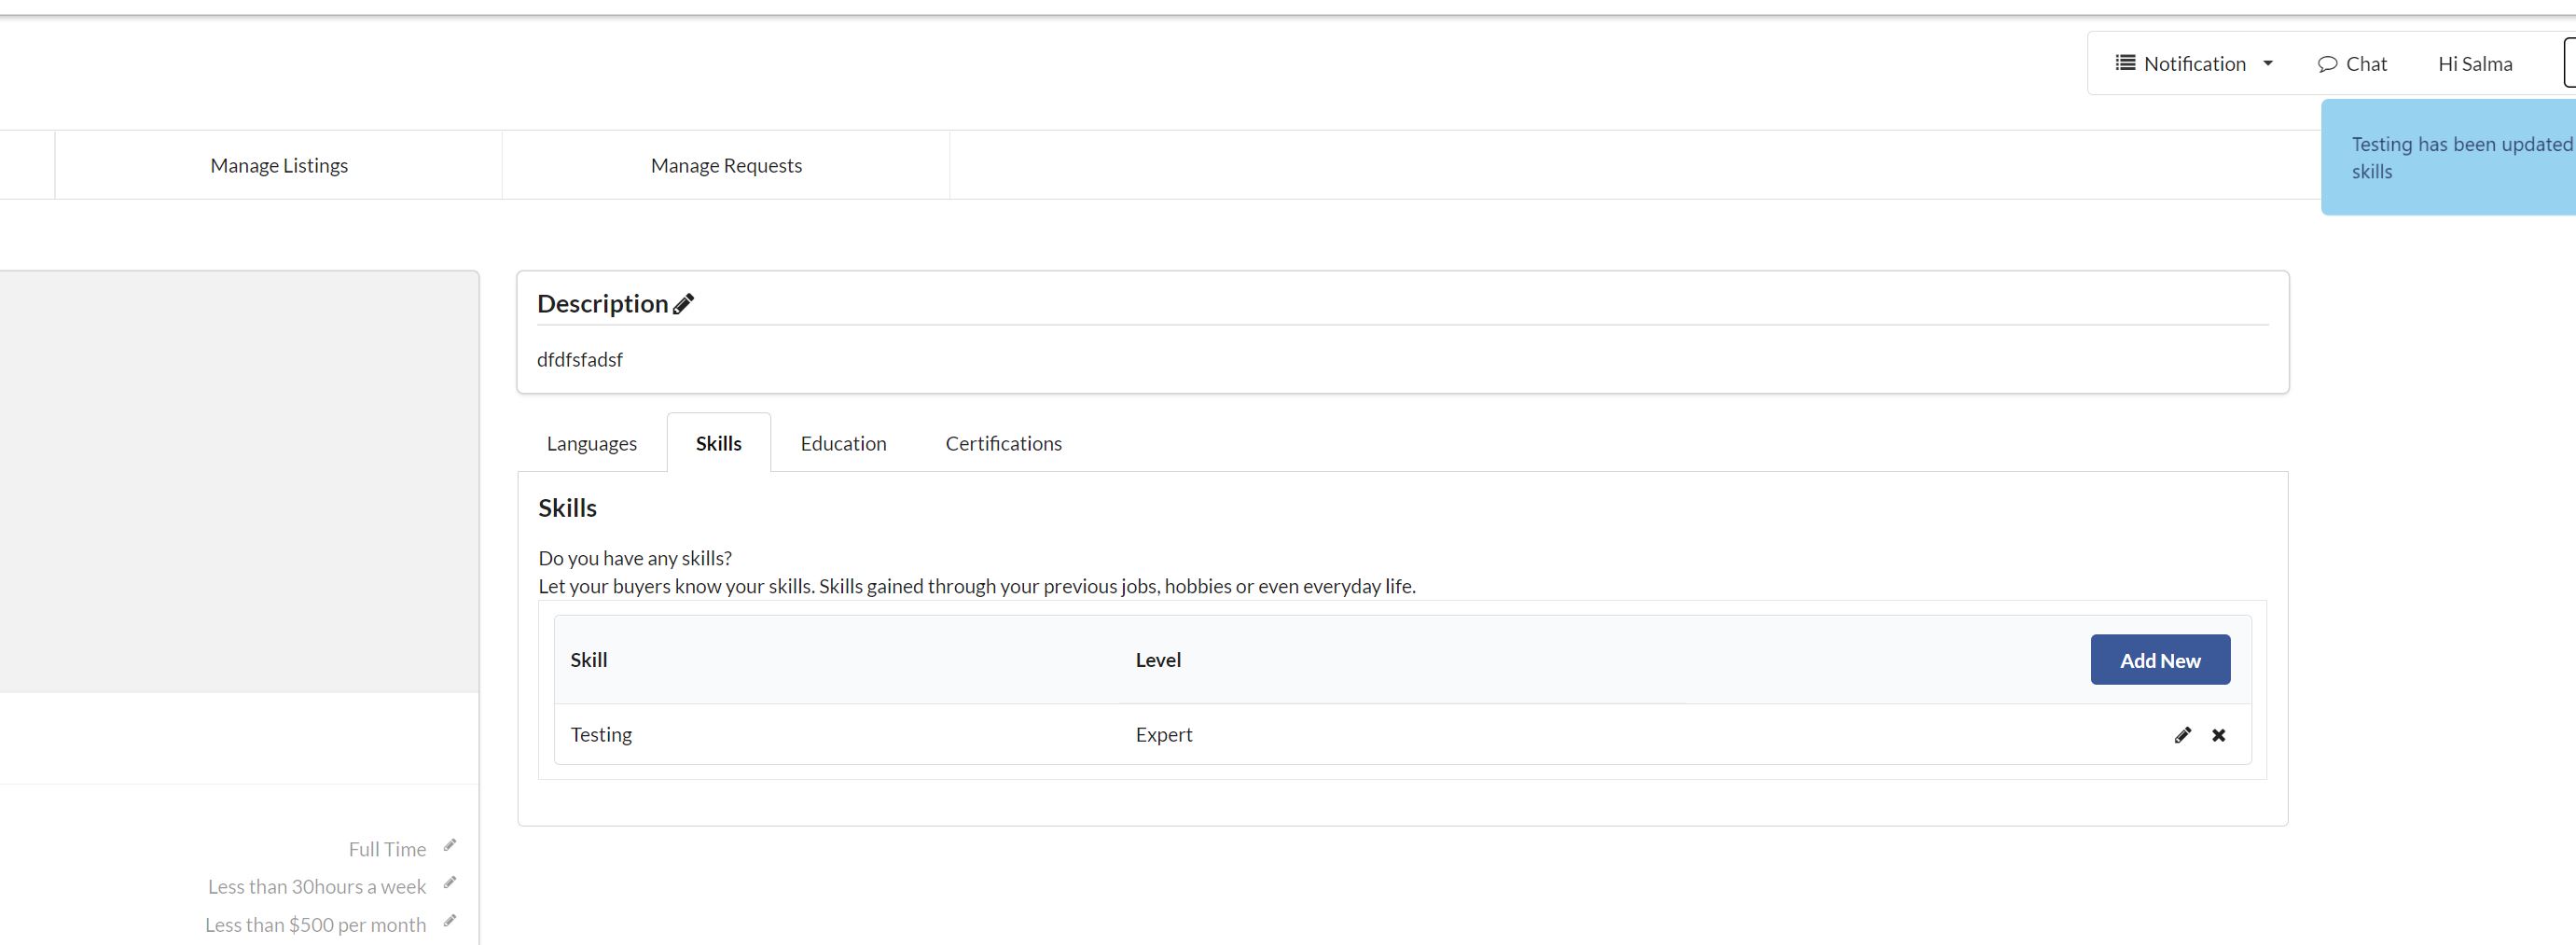 Notification
Chat
Hi Salma
Testing has been updated
skills
Manage Listings
Manage Requests
Description
dfdfsfadsf
Languages
Skills
Education
Certifications
Skills
Do you have any skills?
Let your buyers know your skills. Skills gained through your previous jobs, hobbies or even everyday life.
Skill
Level
Add New
Testing
Expert
Full Time
Less than 30hours a week
Less than $500 per month